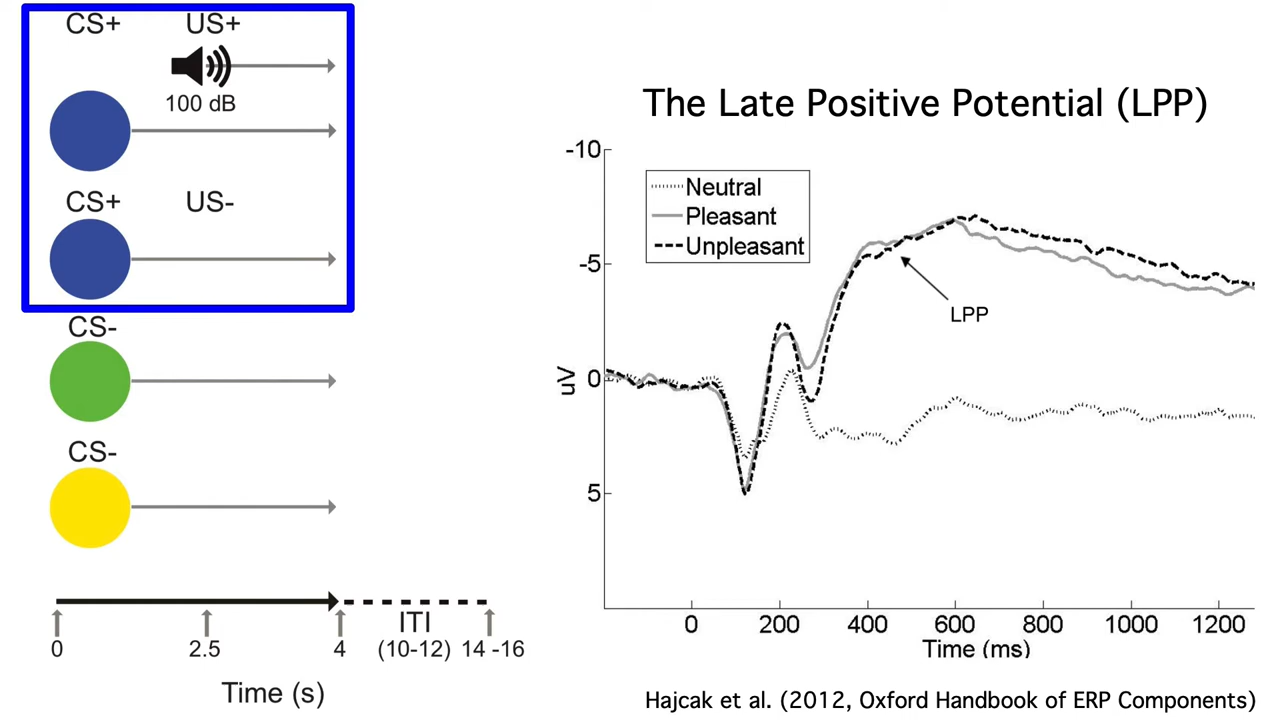 CS+ US+
100 dB
CS+ US-
CS-
CS-
ITI
0 2.5 4 (10-12) 14 -16
Time (s)
The Late Positive Potential (LPP)
-10
Neutral
Pleasant
Unpleasant
-5
LPP
0
uV
5
0 200 400 600 800 1000 1200
Time (ms)
Hajcak et al. (2012, Oxford Handbook of ERP Components)